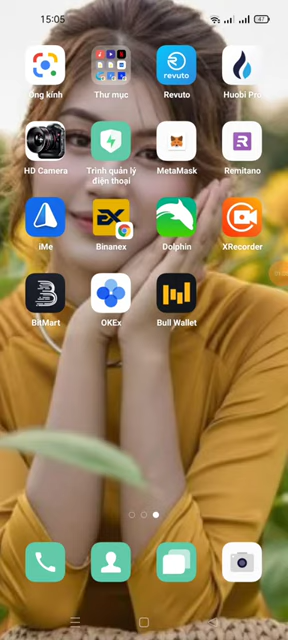 15:05
47
Ống kính
Thư mục
Revuto
Huobi Pro
HD Camera
Trình quản lý
điện thoại
MetaMask
Remitano
iMe
Binanex
Dolphin
XRecorder
BitMart
OKEx
Bull Wallet